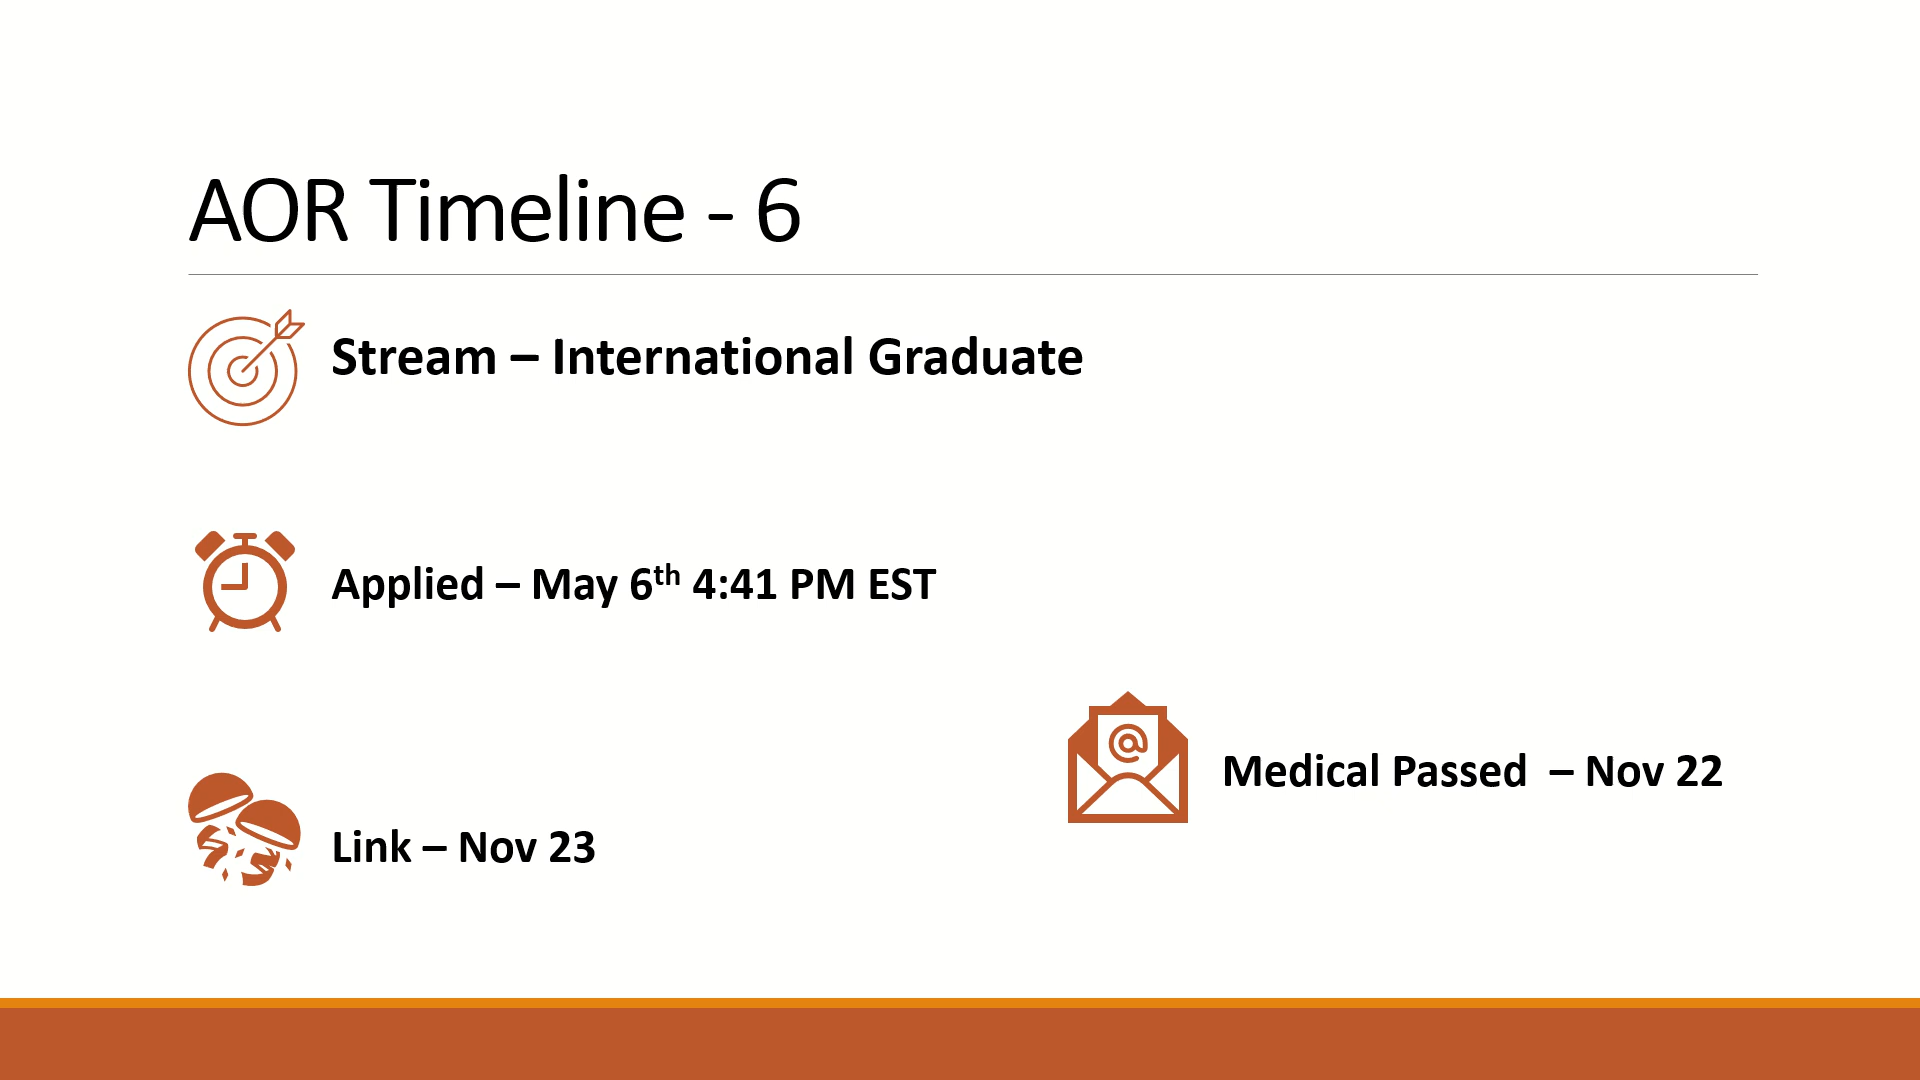 AOR Timeline - 6
Stream – International Graduate
Applied – May 6th 4:41 PM EST
Medical Passed – Nov 22
Link – Nov 23